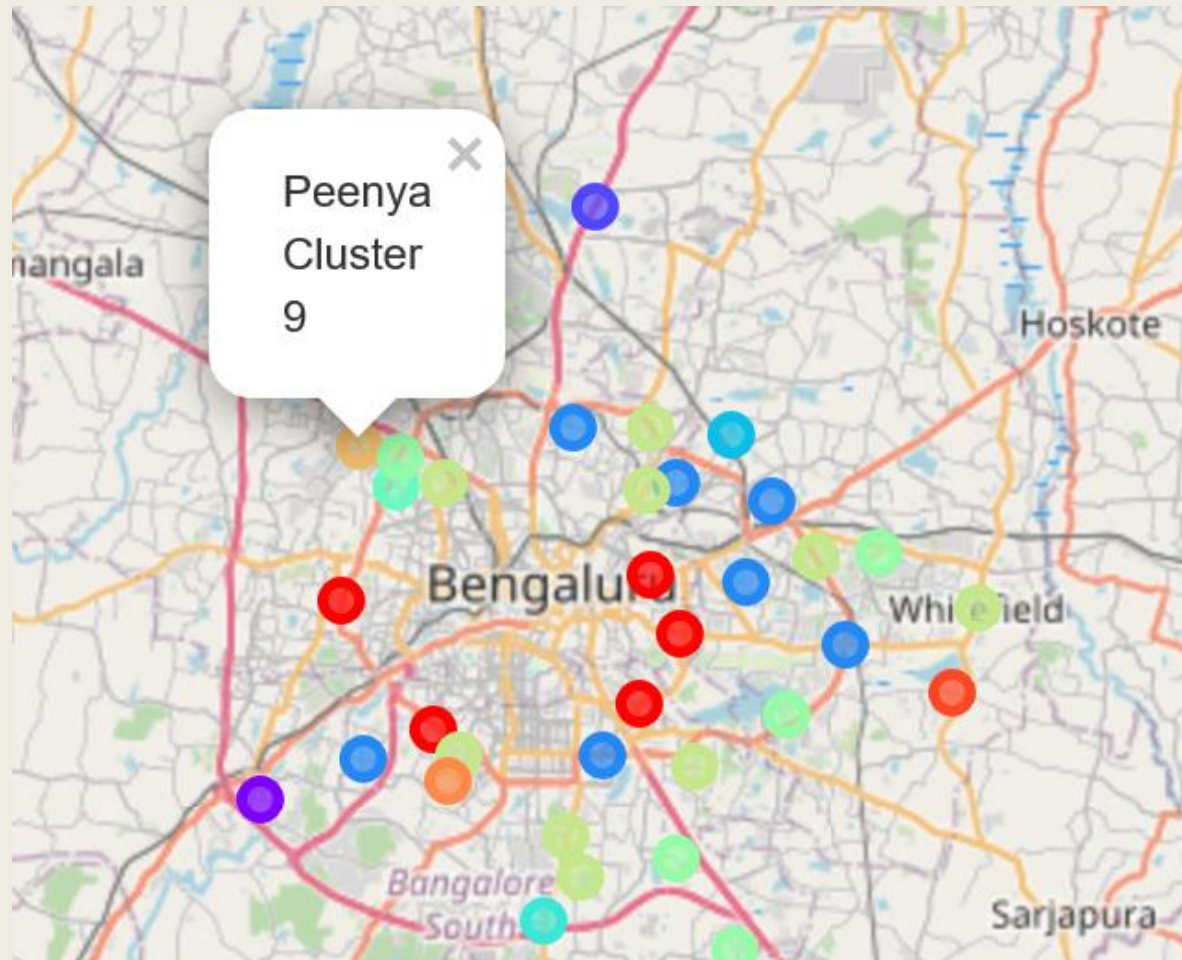 Peenya
Cluster
9
mangala
Hoskote
Bengaluru
Whitefield
Bangalore
South
Sarjapura